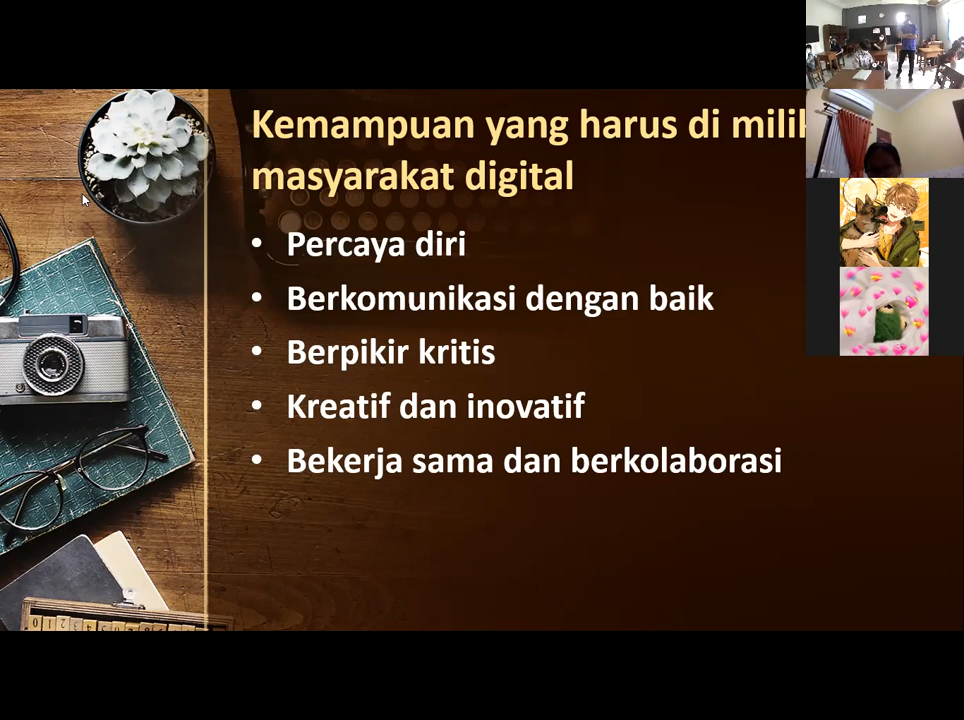 Kemampuan yang harus di
masyarakat digital
• Percaya diri
• Berkomunikasi dengan baik
• Berpikir kritis
• Kreatif dan inovatif
• Bekerja sama dan berkolaborasi